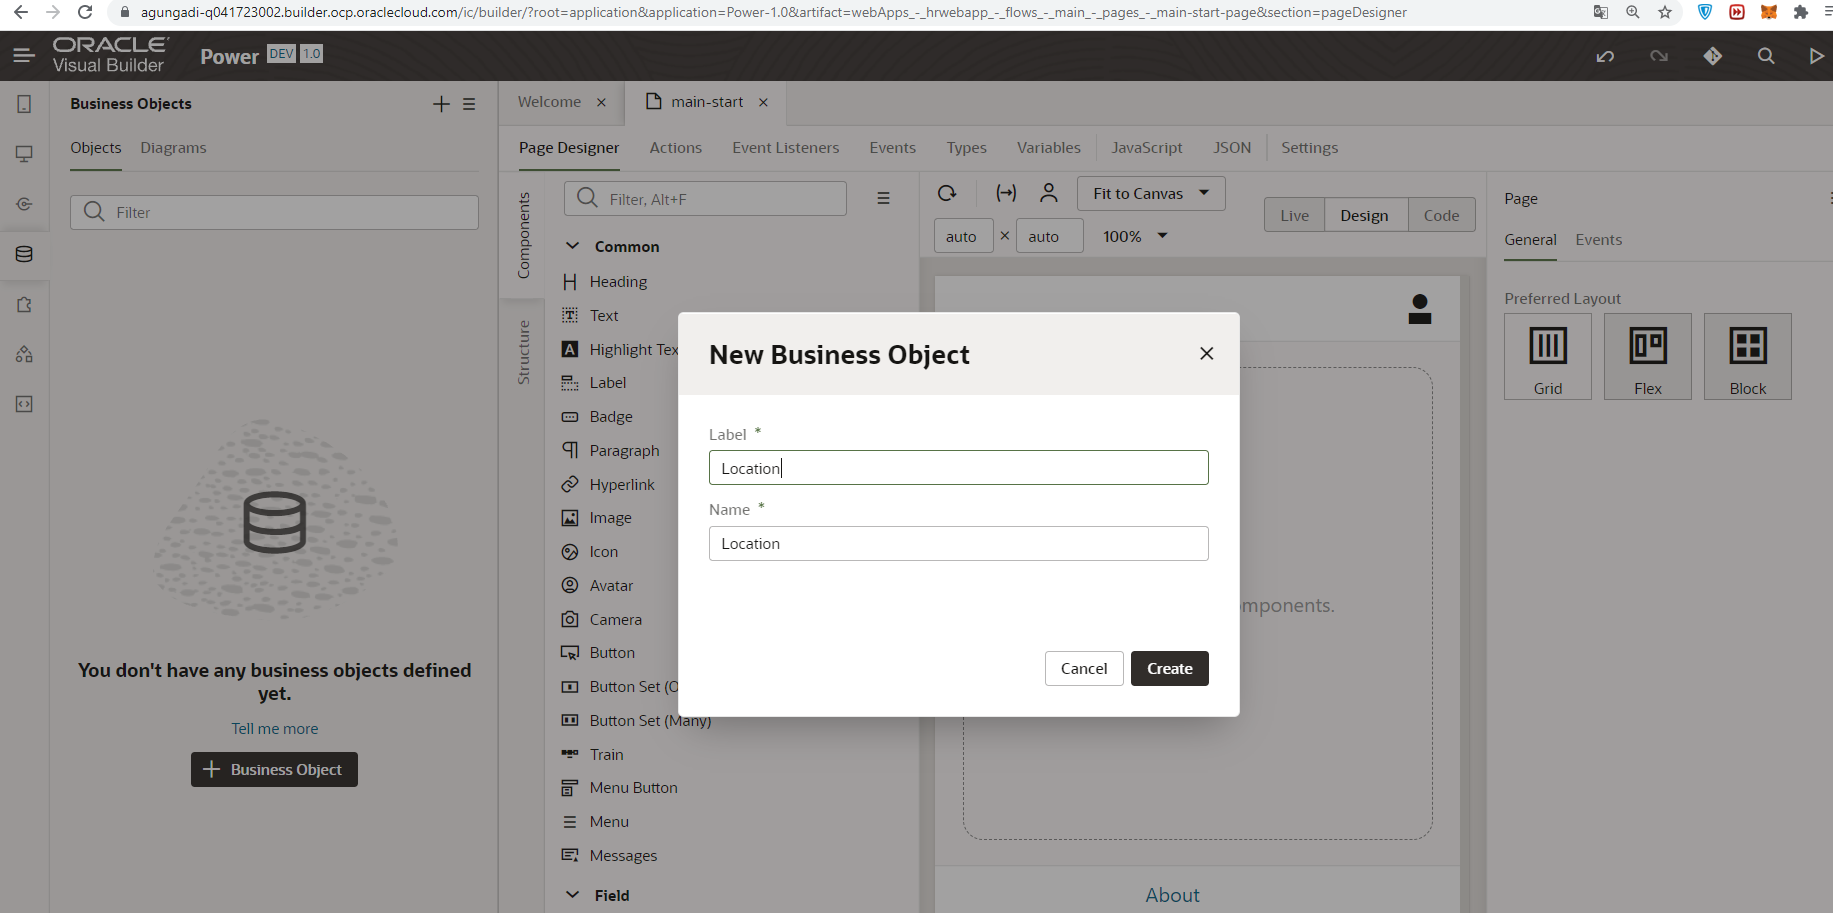 agungadi-q041723002.builder.ocp.oraclecloud.com/ic/builder/?root=application&application=Power-1.0&artifact=webApps_-_hrwebapp_-_flows_-_main_-_pages_-_main-start-page&section=pageDesigner
ORACLE
Visual Builder
Power DEV 1.0
Business Objects
Objects Diagrams
Filter
You don't have any business objects defined
yet.
Tell me more
Business Object
Welcome
main-start
Page Designer Actions Event Listeners Events Types Variables JavaScript JSON Settings
Components
Structure
Filter, Alt+F
Common
Heading
Text
Highlight Tex
Label
Badge
Paragraph
Hyperlink
Image
Icon
Avatar
Camera
Button
Button Set (O
Button Set (Many)
Train
Menu Button
Menu
Messages
Field
Fit to Canvas
auto × auto 100%
Live Design Code
omponents.
About
Page
General Events
Preferred Layout
Grid Flex Block
New Business Object
Label *
Location
Name *
Location
Cancel Create